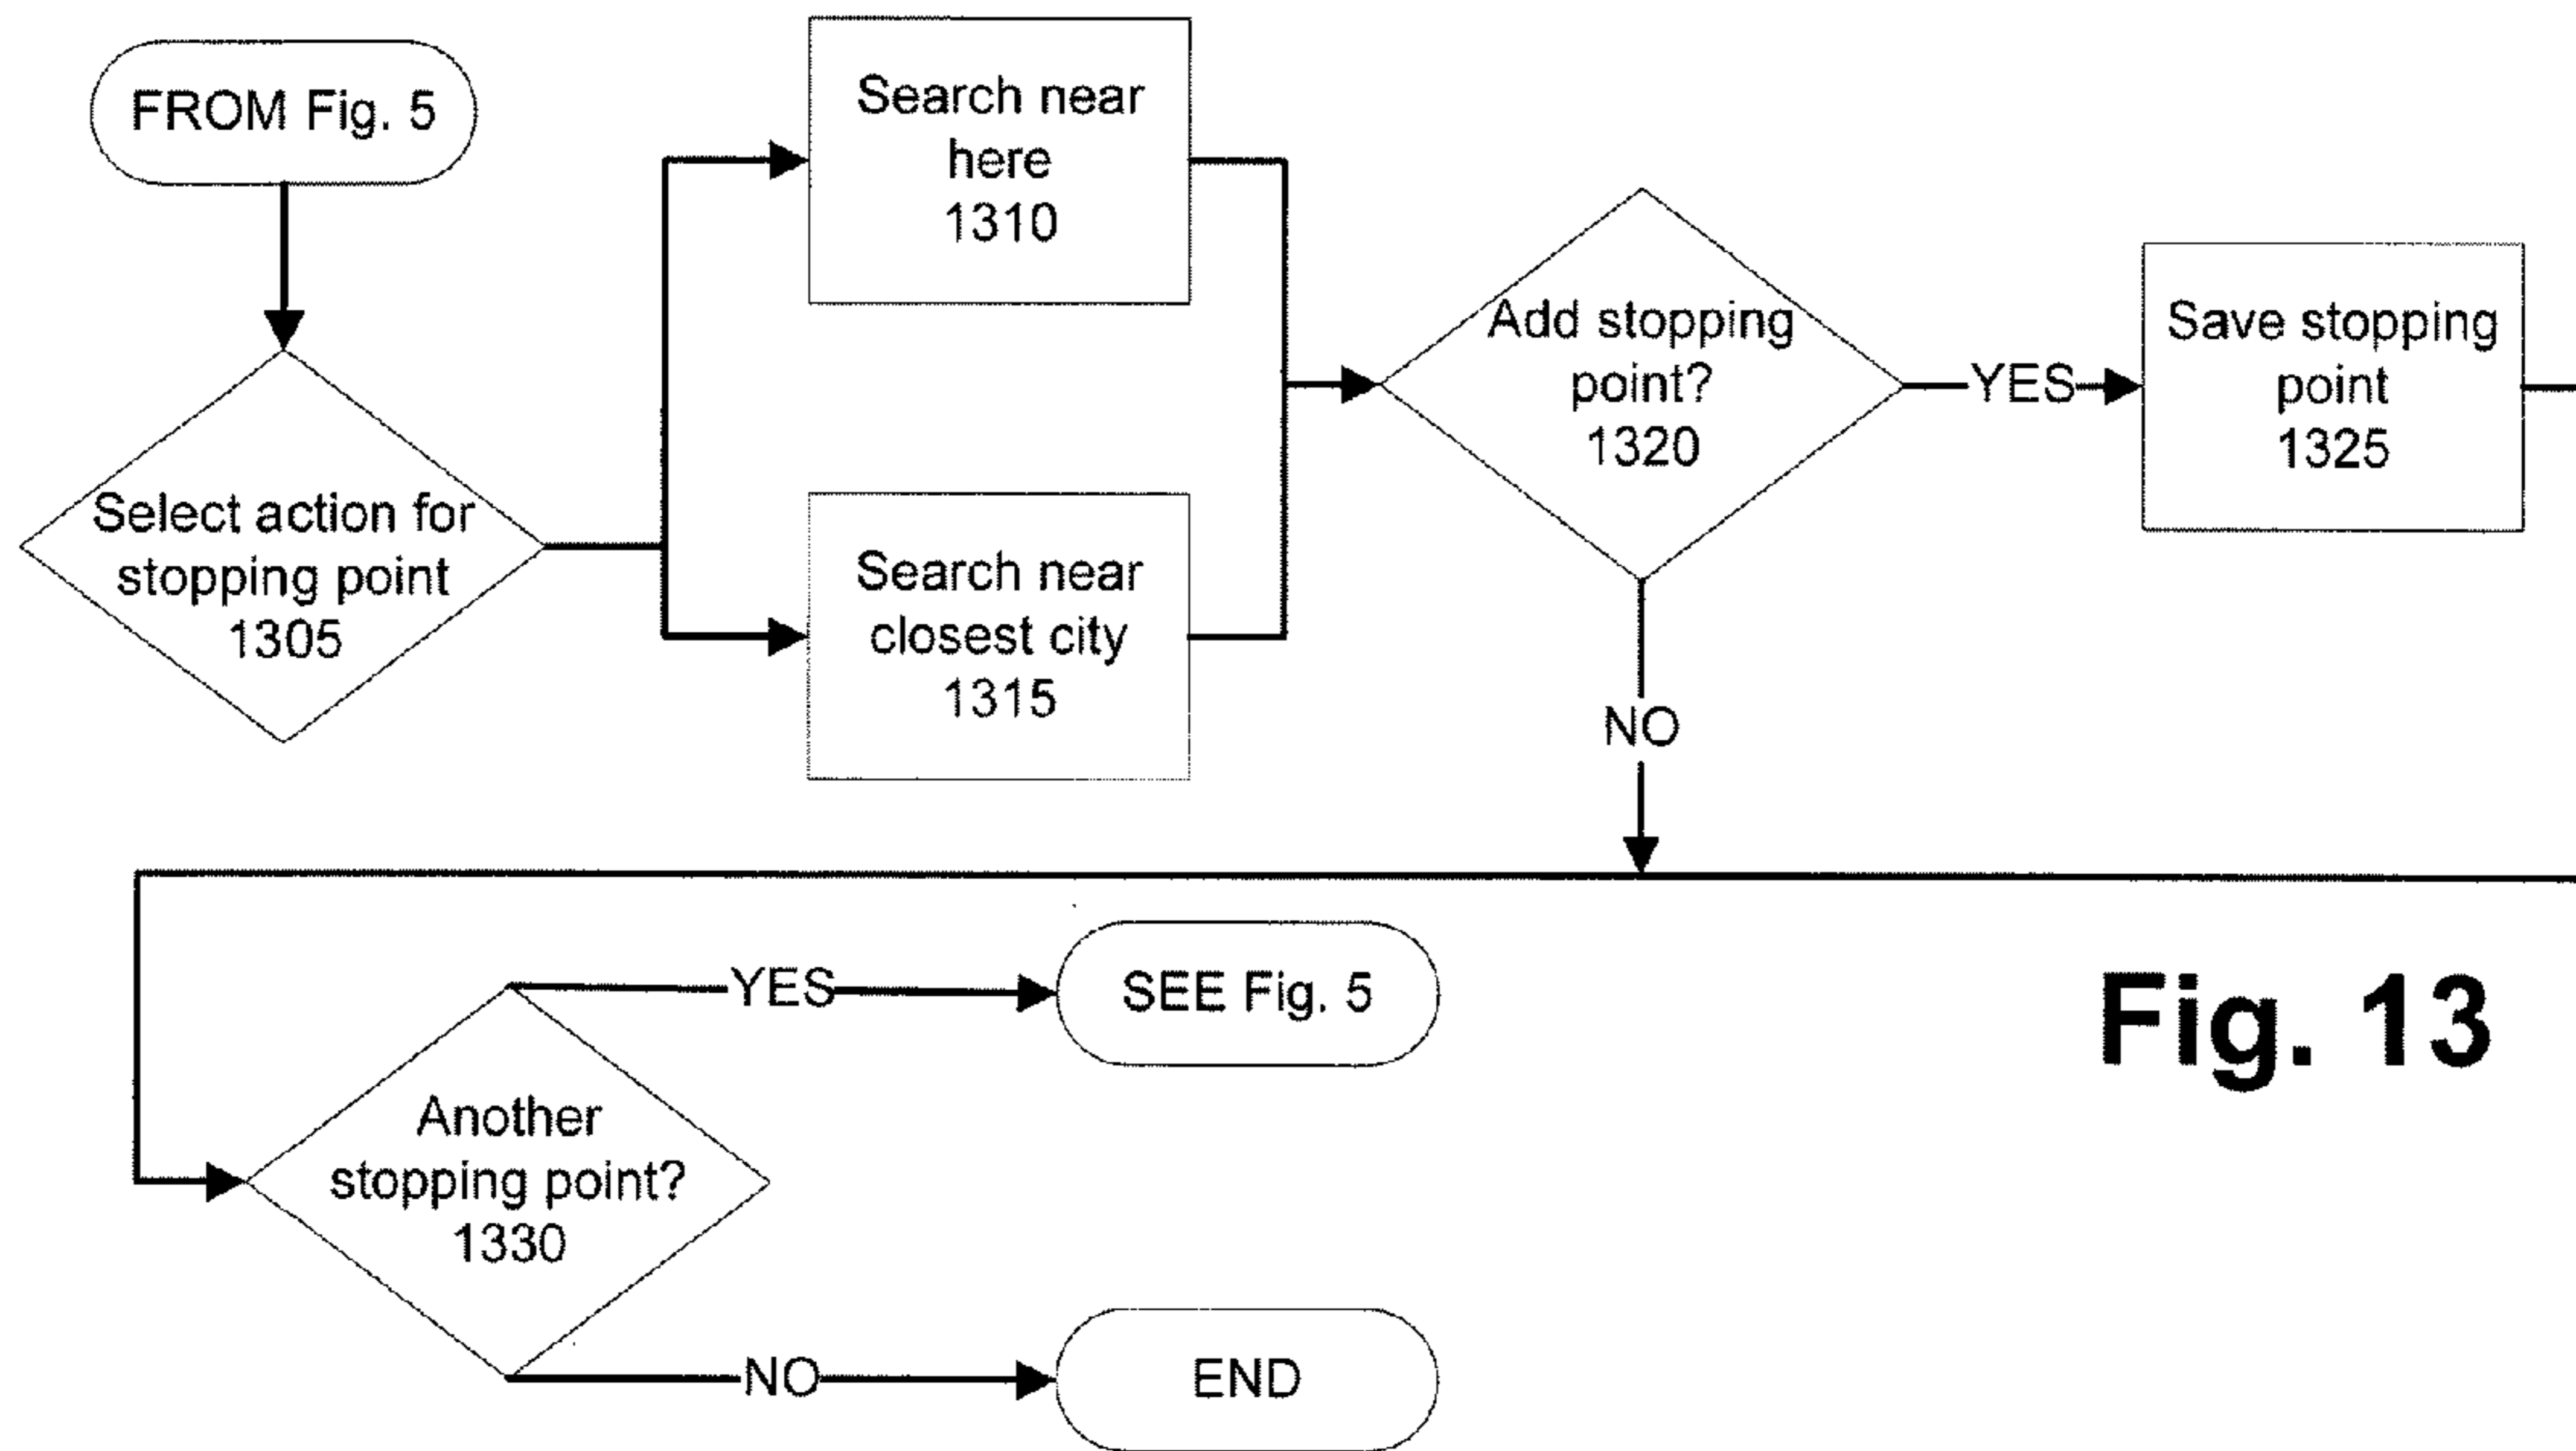 FROM Fig. 5
Search near
here
1310
Select action for
stopping point
1305
Search near
closest city
1315
Add stopping
point?
1320
YES
Save stopping
point
1325
NO
Another
stopping point?
1330
YES
SEE Fig. 5
NO
END
Fig. 13